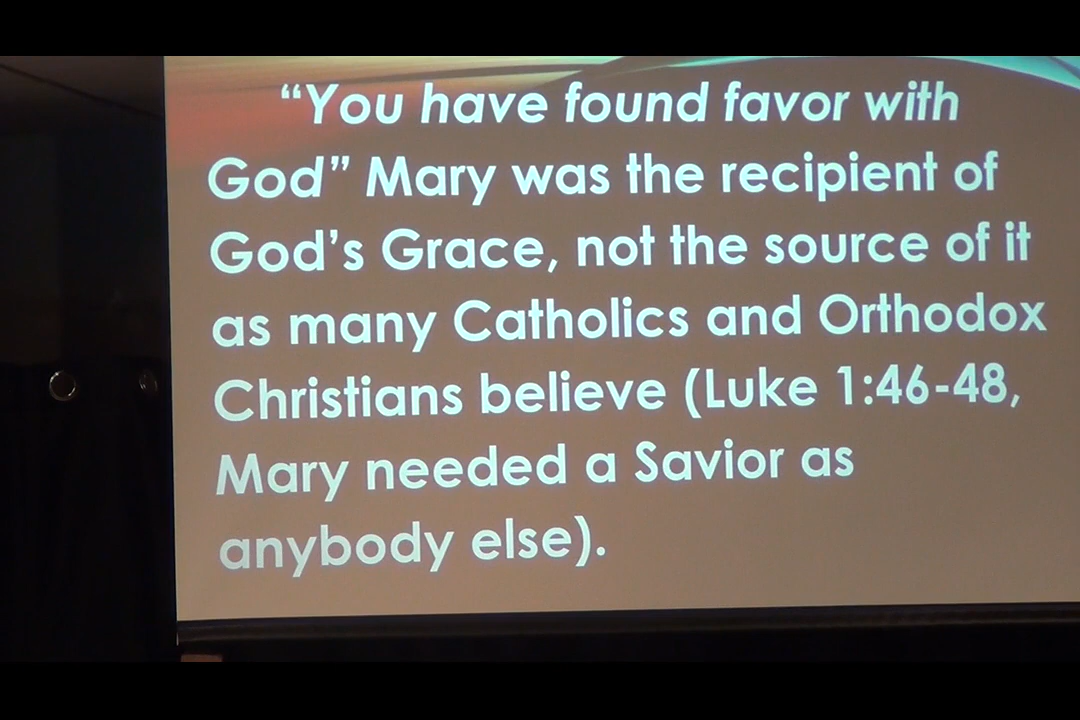 “You have found favor with
God” Mary was the recipient of
God’s Grace, not the source of it
as many Catholics and Orthodox
Christians believe (Luke 1:46-48,
Mary needed a Savior as
anybody else).